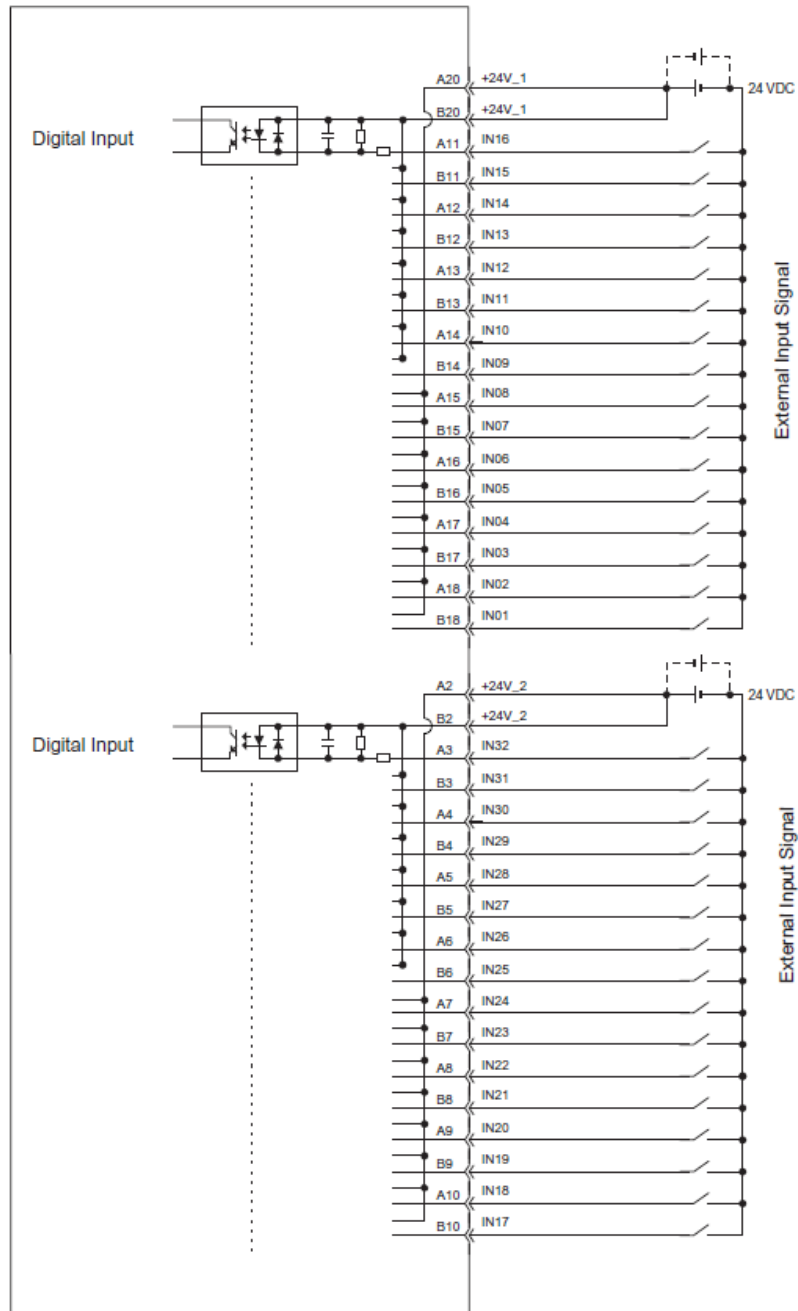 A20 +24V_1
24 VDC
B20 +24V_1
Digital Input
A11 IN16
B11 IN15
A12 IN14
B12 IN13
A13 IN12
B13 IN11
A14 IN10
B14 IN09
A15 IN08
B15 IN07
A16 IN06
B16 IN05
A17 IN04
B17 IN03
A18 IN02
B18 IN01
External Input Signal
A2 +24V_2
24 VDC
B2 +24V_2
Digital Input
A3 IN32
B3 IN31
A4 IN30
B4 IN29
A5 IN28
B5 IN27
A6 IN26
B6 IN25
A7 IN24
B7 IN23
A8 IN22
B8 IN21
A9 IN20
B9 IN19
A10 IN18
B10 IN17
External Input Signal